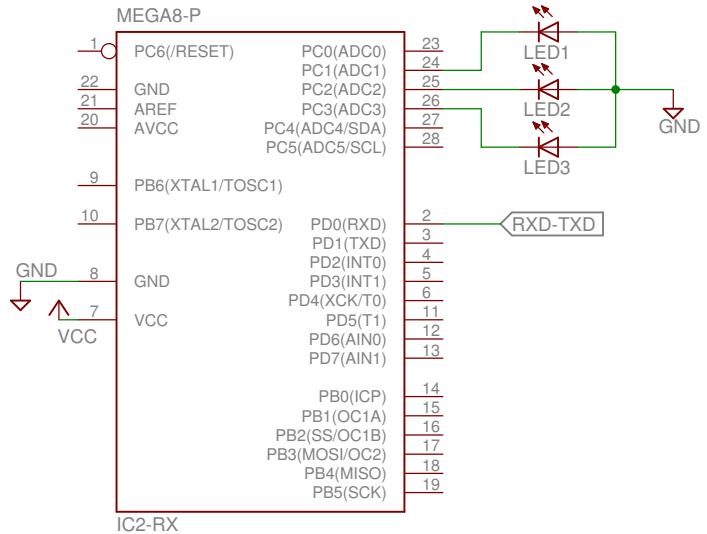 MEGA8-P
1 PC6(/RESET)
22 GND
21 AREF
20 AVCC
9 PB6(XTAL1/TOSC1)
10 PB7(XTAL2/TOSC2)
GND 8 GND
7 VCC
VCC
PC0(ADC0) 23
PC1(ADC1) 24
PC2(ADC2) 25
PC3(ADC3) 26
PC4(ADC4/SDA) 27
PC5(ADC5/SCL) 28
PD0(RXD) 2 RXD-TXD
PD1(TXD) 3
PD2(INT0) 4
PD3(INT1) 5
PD4(XCK/T0) 6
PD5(T1) 11
PD6(AIN0) 12
PD7(AIN1) 13
PB0(ICP) 14
PB1(OC1A) 15
PB2(SS/OC1B) 16
PB3(MOSI/OC2) 17
PB4(MISO) 18
PB5(SCK) 19
LED1
LED2
LED3
GND
IC2-RX